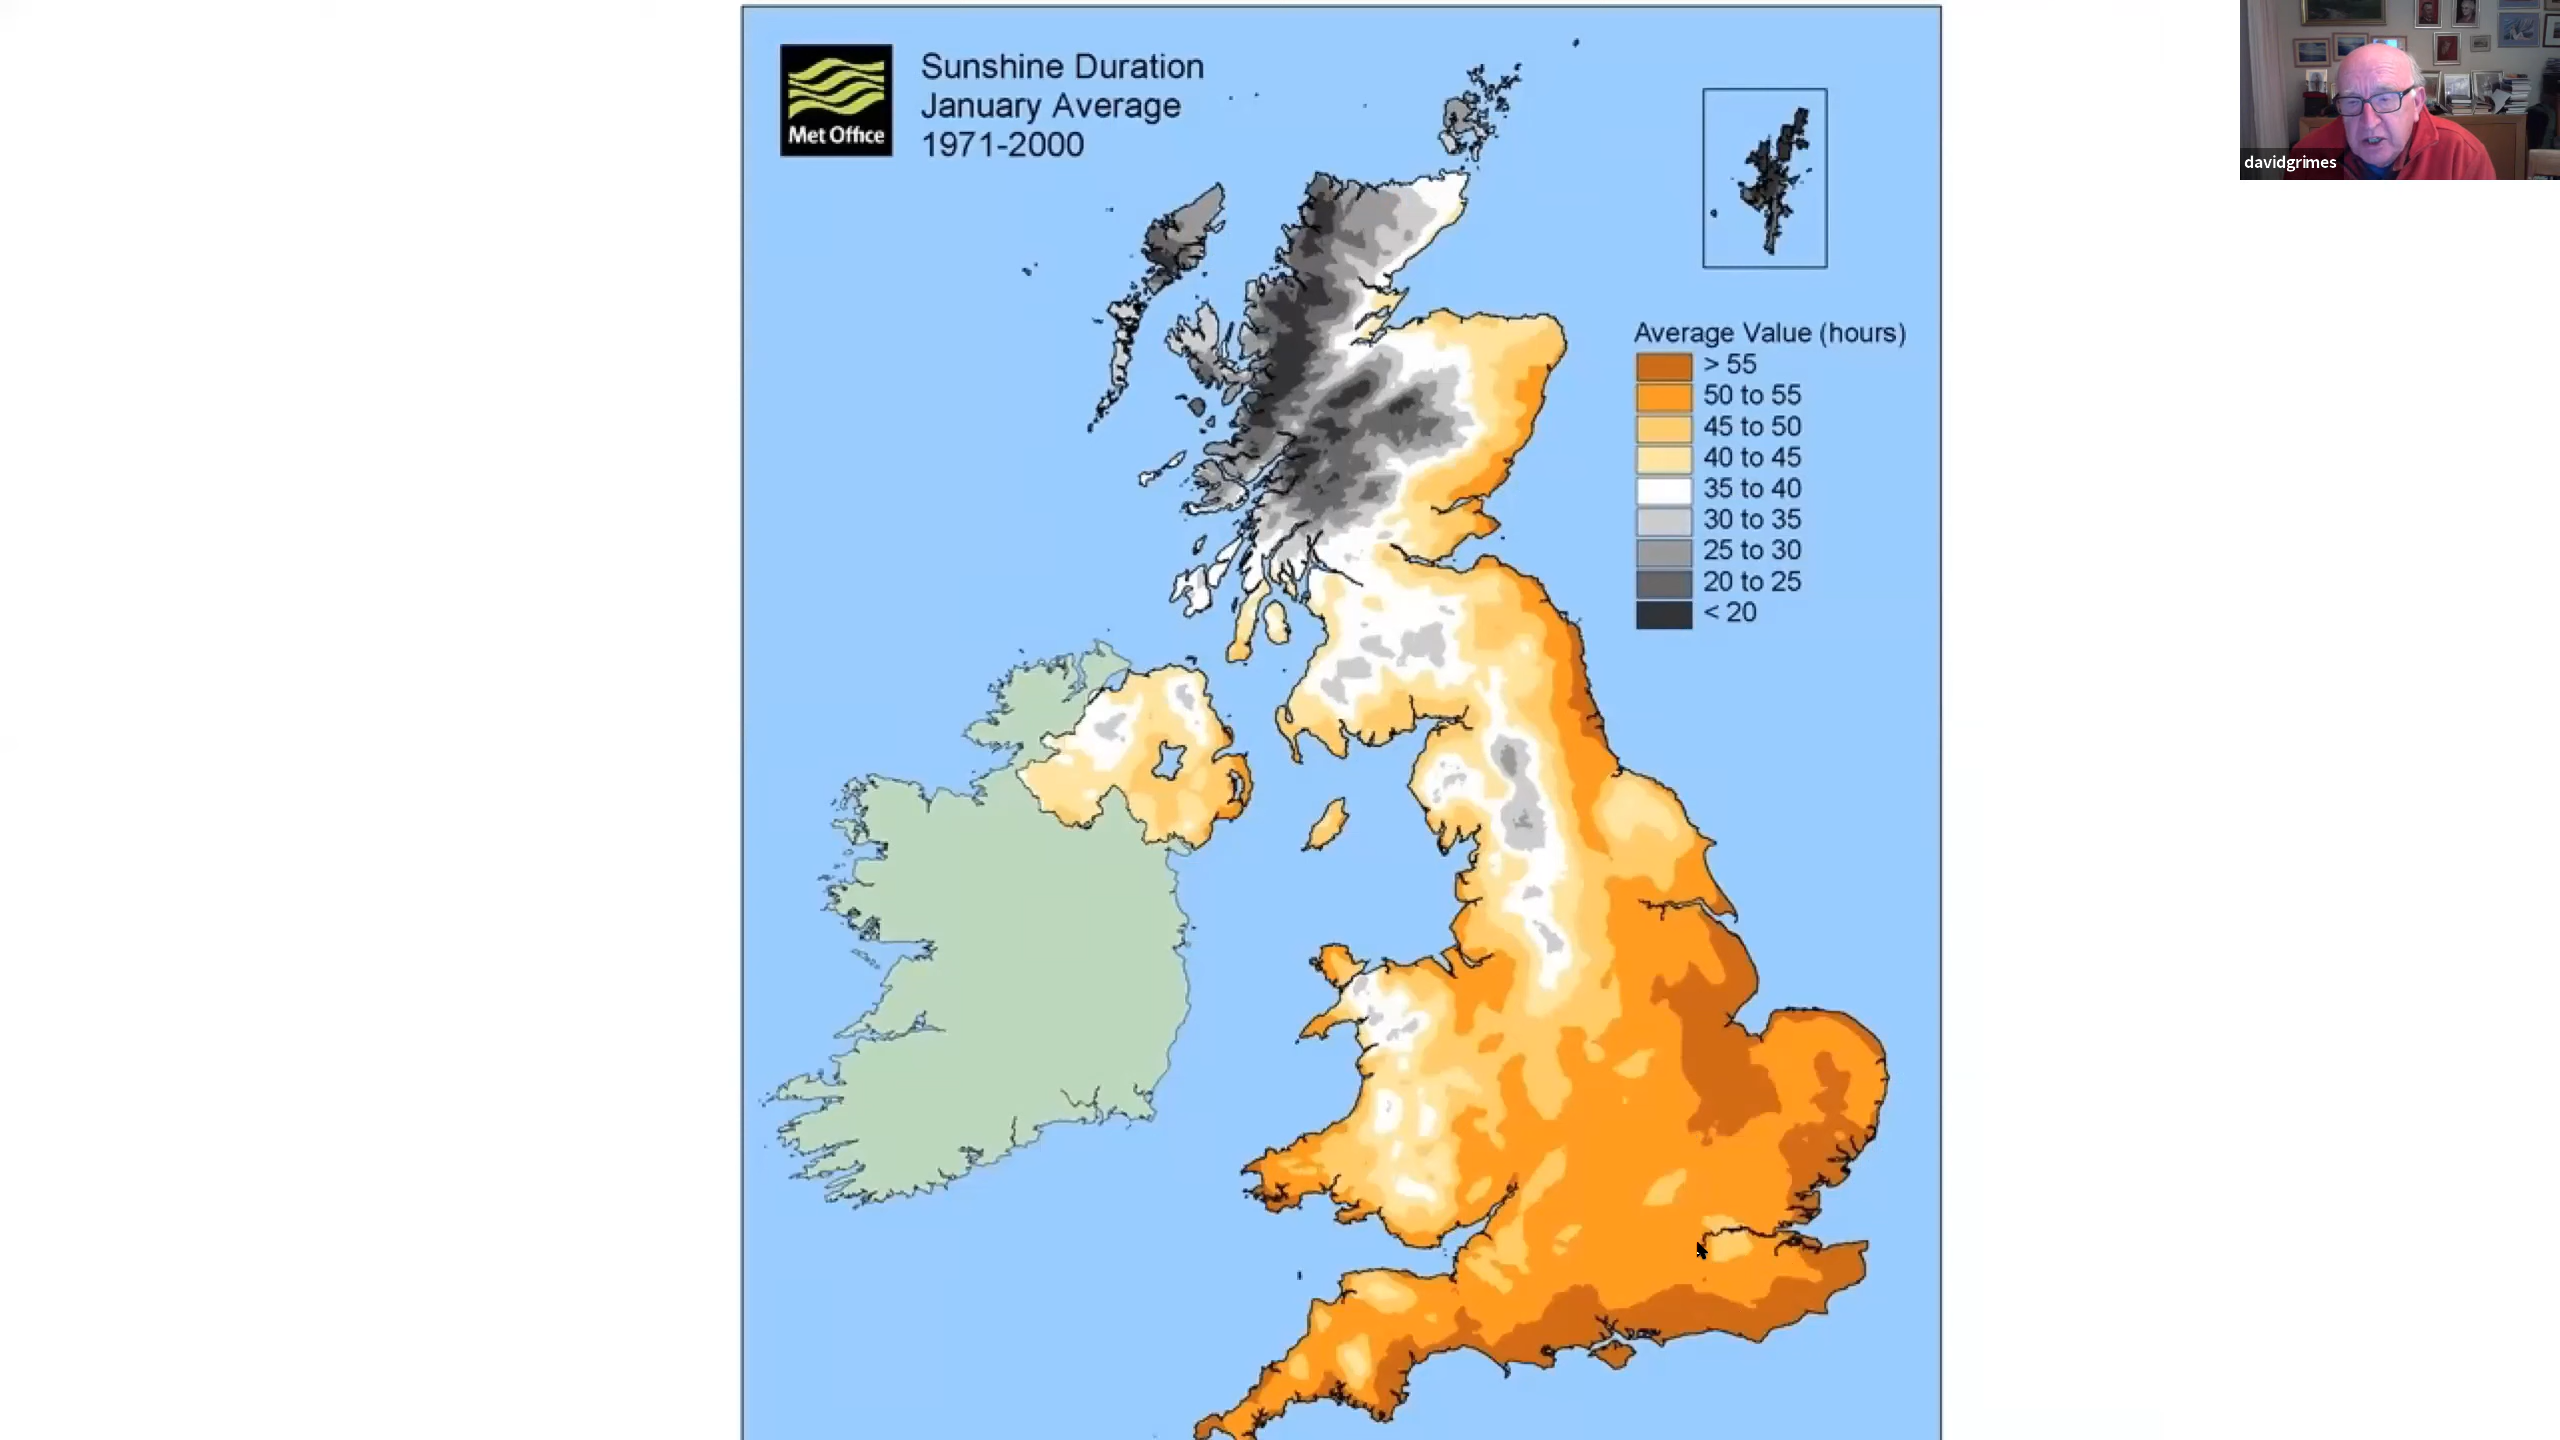 Met Office
Sunshine Duration
January Average
1971-2000
davidgrimes
Average Value (hours)
> 55
50 to 55
45 to 50
40 to 45
35 to 40
30 to 35
25 to 30
20 to 25
< 20